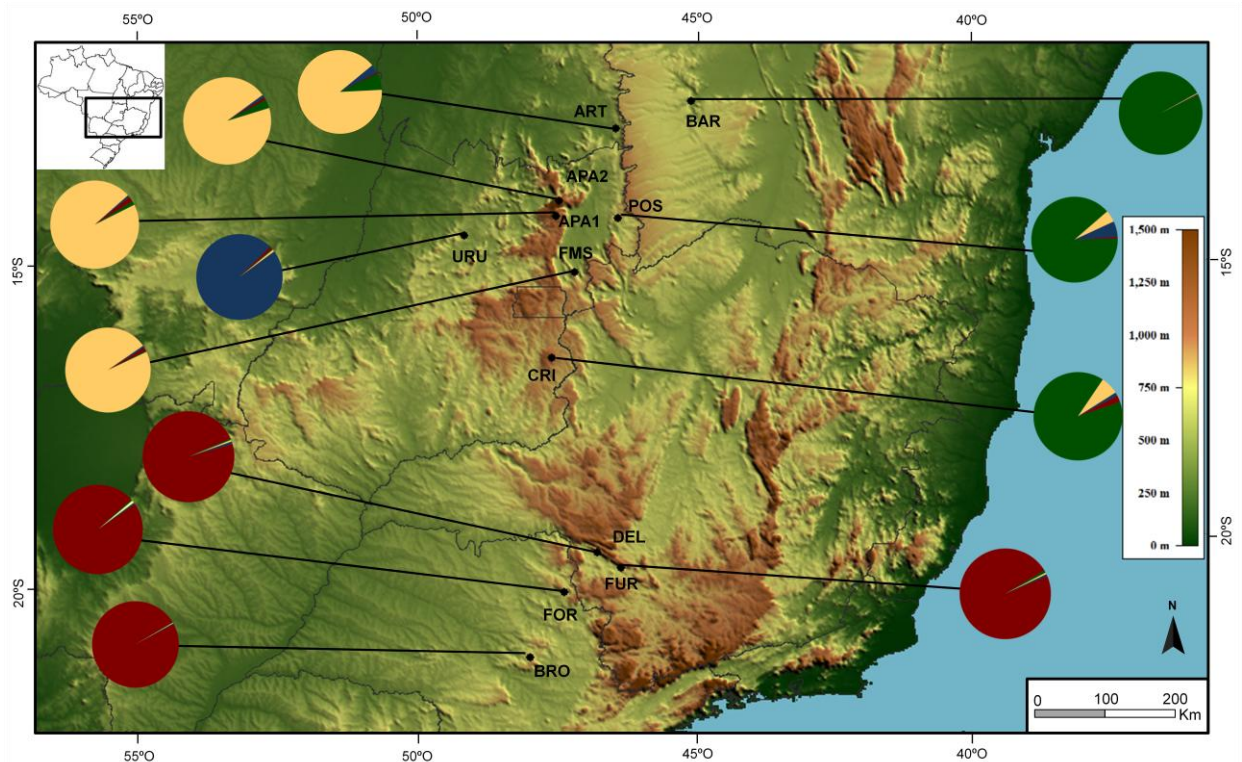 55ºO
50ºO
45ºO
40ºO
ART
BAR
APA2
POS
APA1
FMS
URU
15ºS
15ºS
1,500 m
1,250 m
1,000 m
750 m
500 m
250 m
0 m
CRI
DEL
FUR
FOR
BRO
20ºS
20ºS
N
0 100 200
Km
55ºO
50ºO
45ºO
40ºO